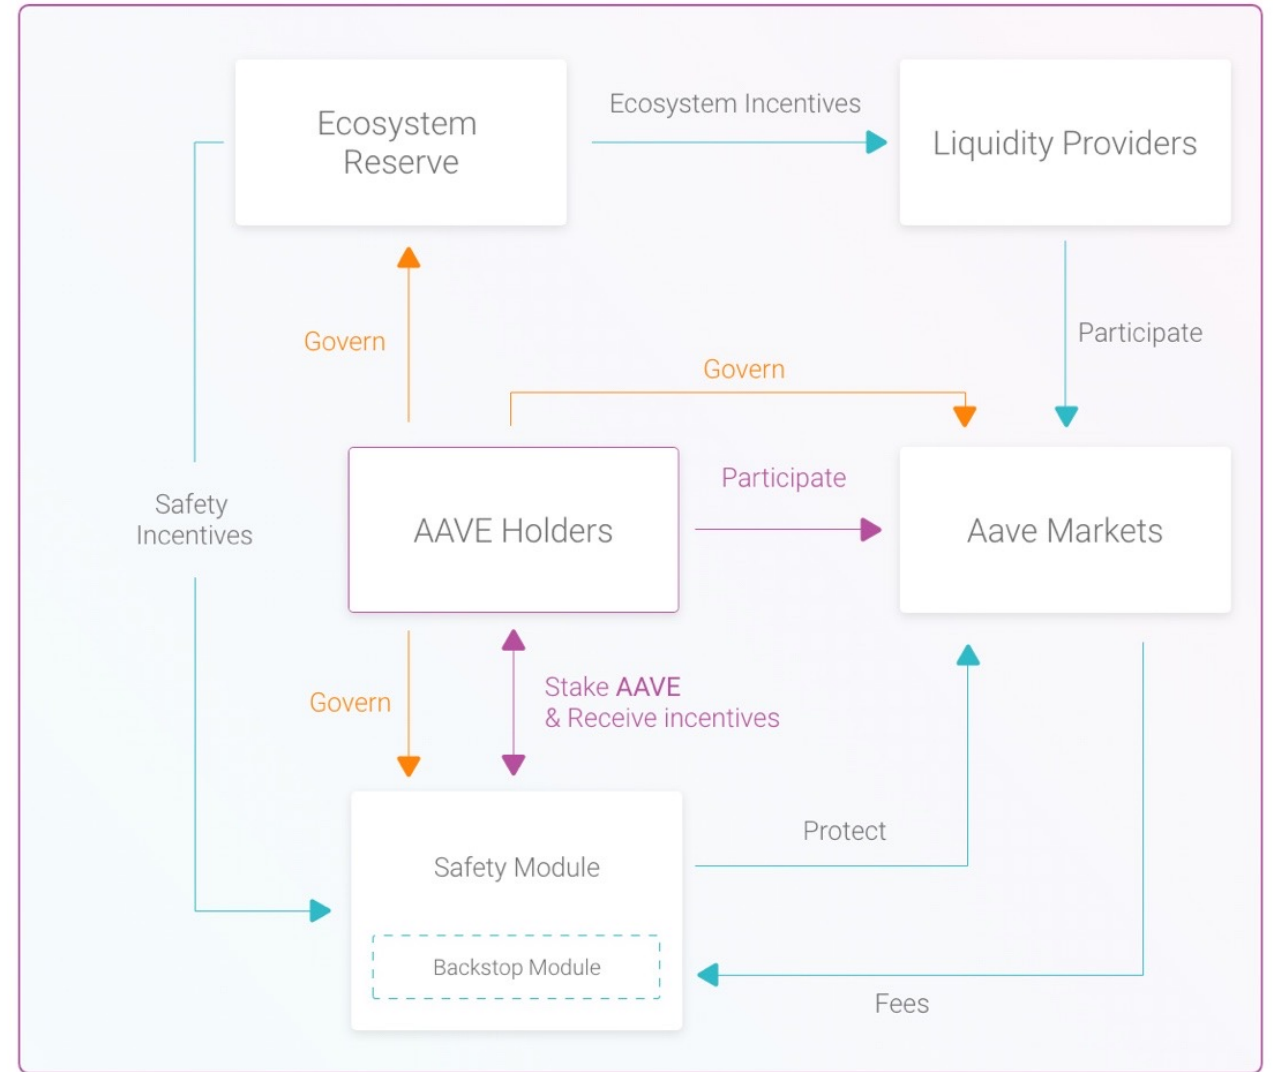 Ecosystem
Reserve
Ecosystem Incentives
Liquidity Providers
Govern
Govern
Participate
Safety
Incentives
AAVE Holders
Participate
Aave Markets
Govern
Stake AAVE
& Receive incentives
Protect
Safety Module
Backstop Module
Fees